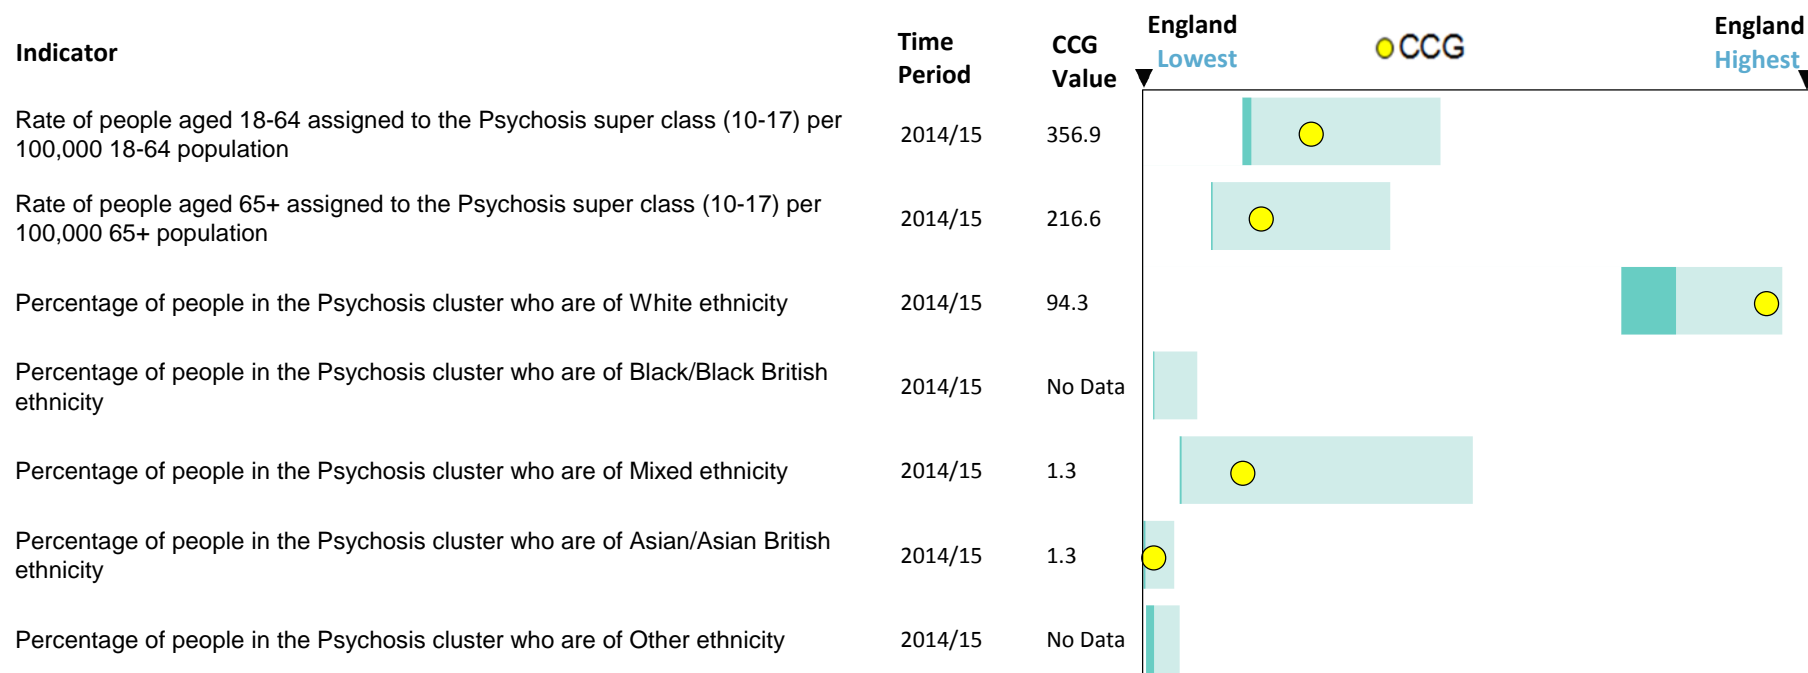 Indicator
Time
Period
CCG
Value
England
Lowest
CCG
England
Highest
Rate of people aged 18-64 assigned to the Psychosis super class (10-17) per
100,000 18-64 population
2014/15
356.9
Rate of people aged 65+ assigned to the Psychosis super class (10-17) per
100,000 65+ population
2014/15
216.6
Percentage of people in the Psychosis cluster who are of White ethnicity
2014/15
94.3
Percentage of people in the Psychosis cluster who are of Black/Black British
ethnicity
2014/15
No Data
Percentage of people in the Psychosis cluster who are of Mixed ethnicity
2014/15
1.3
Percentage of people in the Psychosis cluster who are of Asian/Asian British
ethnicity
2014/15
1.3
Percentage of people in the Psychosis cluster who are of Other ethnicity
2014/15
No Data